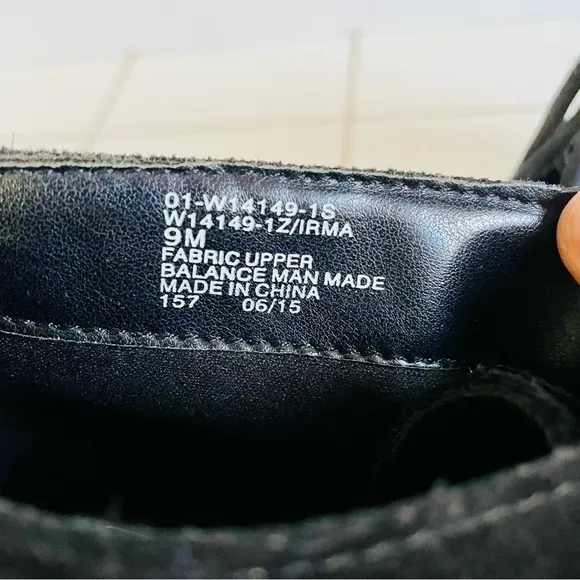 01-W14149-1S
W14149-1Z/IRMA
9M
FABRIC UPPER
BALANCE MAN MADE
MADE IN CHINA
157 06/15